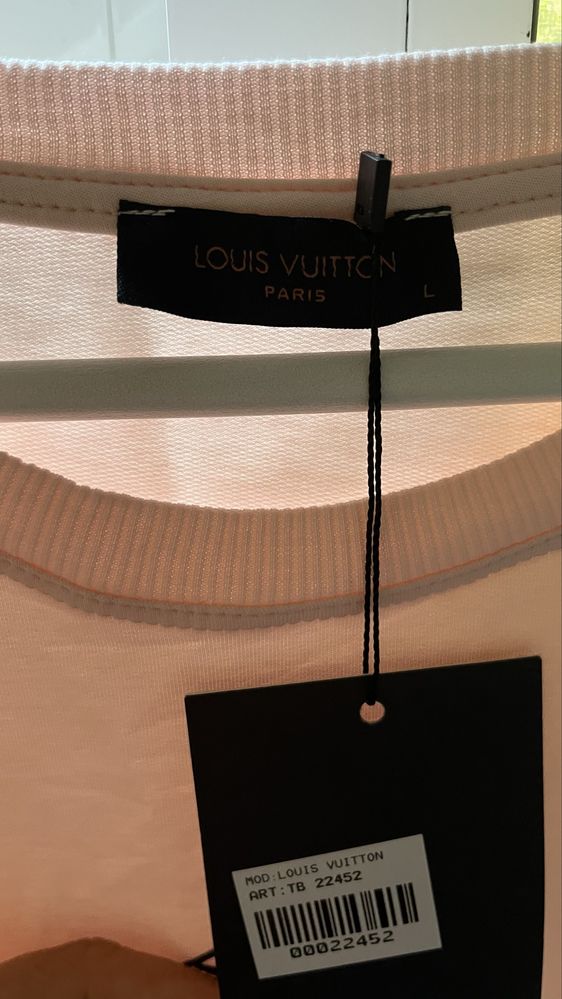 LOUIS VUITTON
PARIS
L
MOD:LOUIS VUITTON
ART:TB 22452
00022452